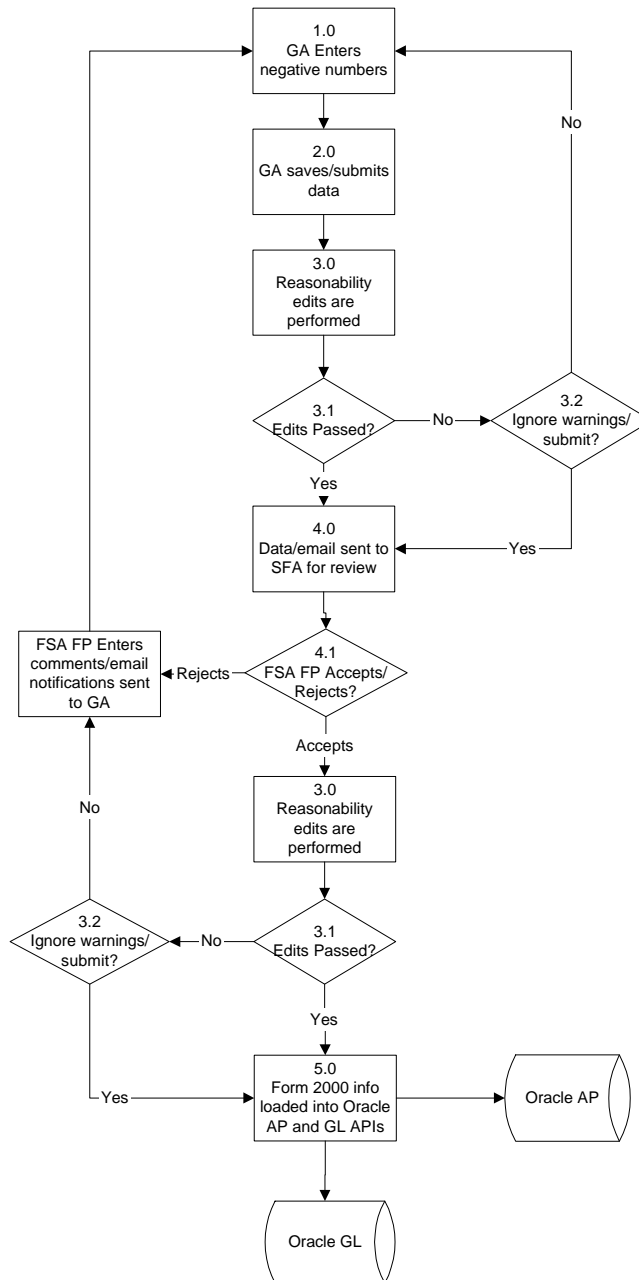 1.0
GA Enters
negative numbers
No
2.0
GA saves/submits
data
3.0
Reasonability
edits are
performed
3.1
Edits Passed?
No
3.2
Ignore warnings/
submit?
Yes
4.0
Data/email sent to
SFA for review
Yes
FSA FP Enters
comments/email
notifications sent
to GA
Rejects
4.1
FSA FP Accepts/
Rejects?
Accepts
3.0
Reasonability
edits are
performed
No
3.2
Ignore warnings/
submit?
No
3.1
Edits Passed?
Yes
Yes
5.0
Form 2000 info
loaded into Oracle
AP and GL APIs
Oracle AP
Oracle GL